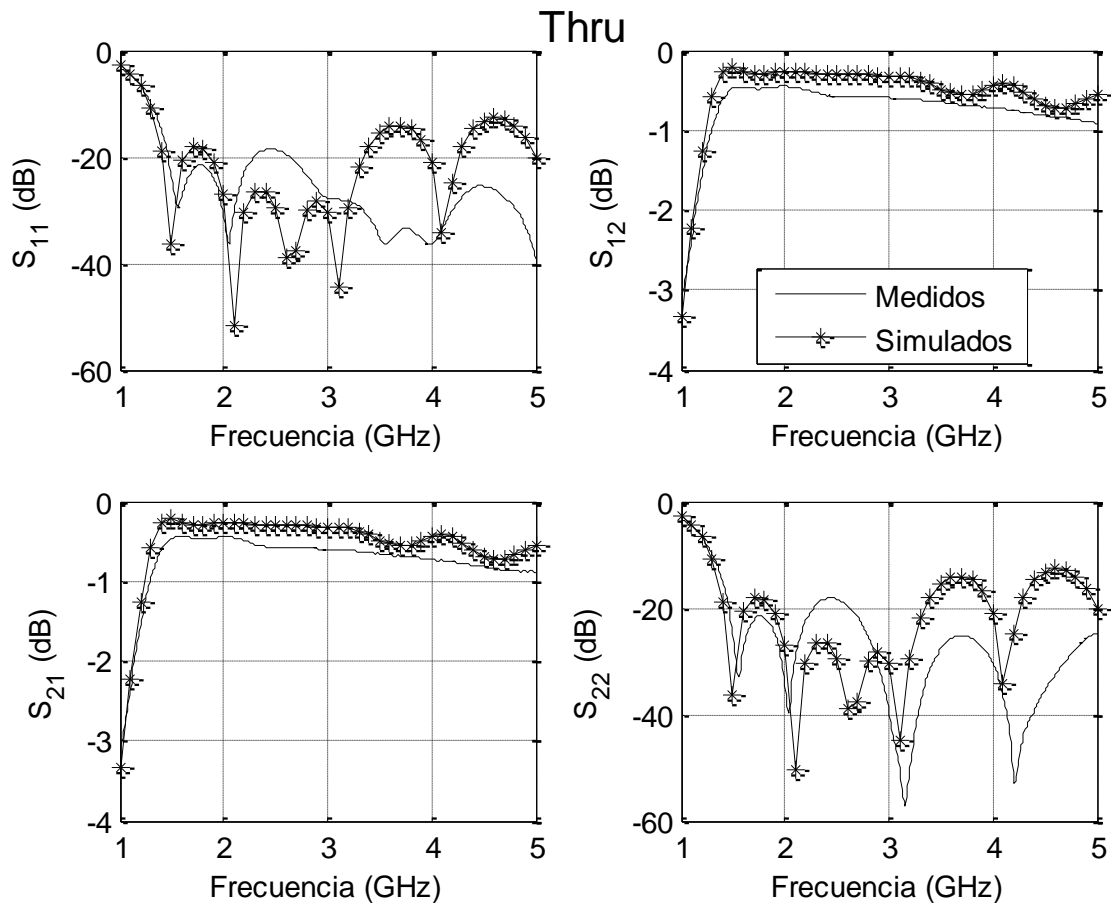 Thru
0
-20
-40
-60
S11 (dB)
1 2 3 4 5
Frecuencia (GHz)
0
-1
-2
-3
-4
S12 (dB)
Medidos
Simulados
1 2 3 4 5
Frecuencia (GHz)
0
-1
-2
-3
-4
S21 (dB)
1 2 3 4 5
Frecuencia (GHz)
0
-20
-40
-60
S22 (dB)
1 2 3 4 5
Frecuencia (GHz)